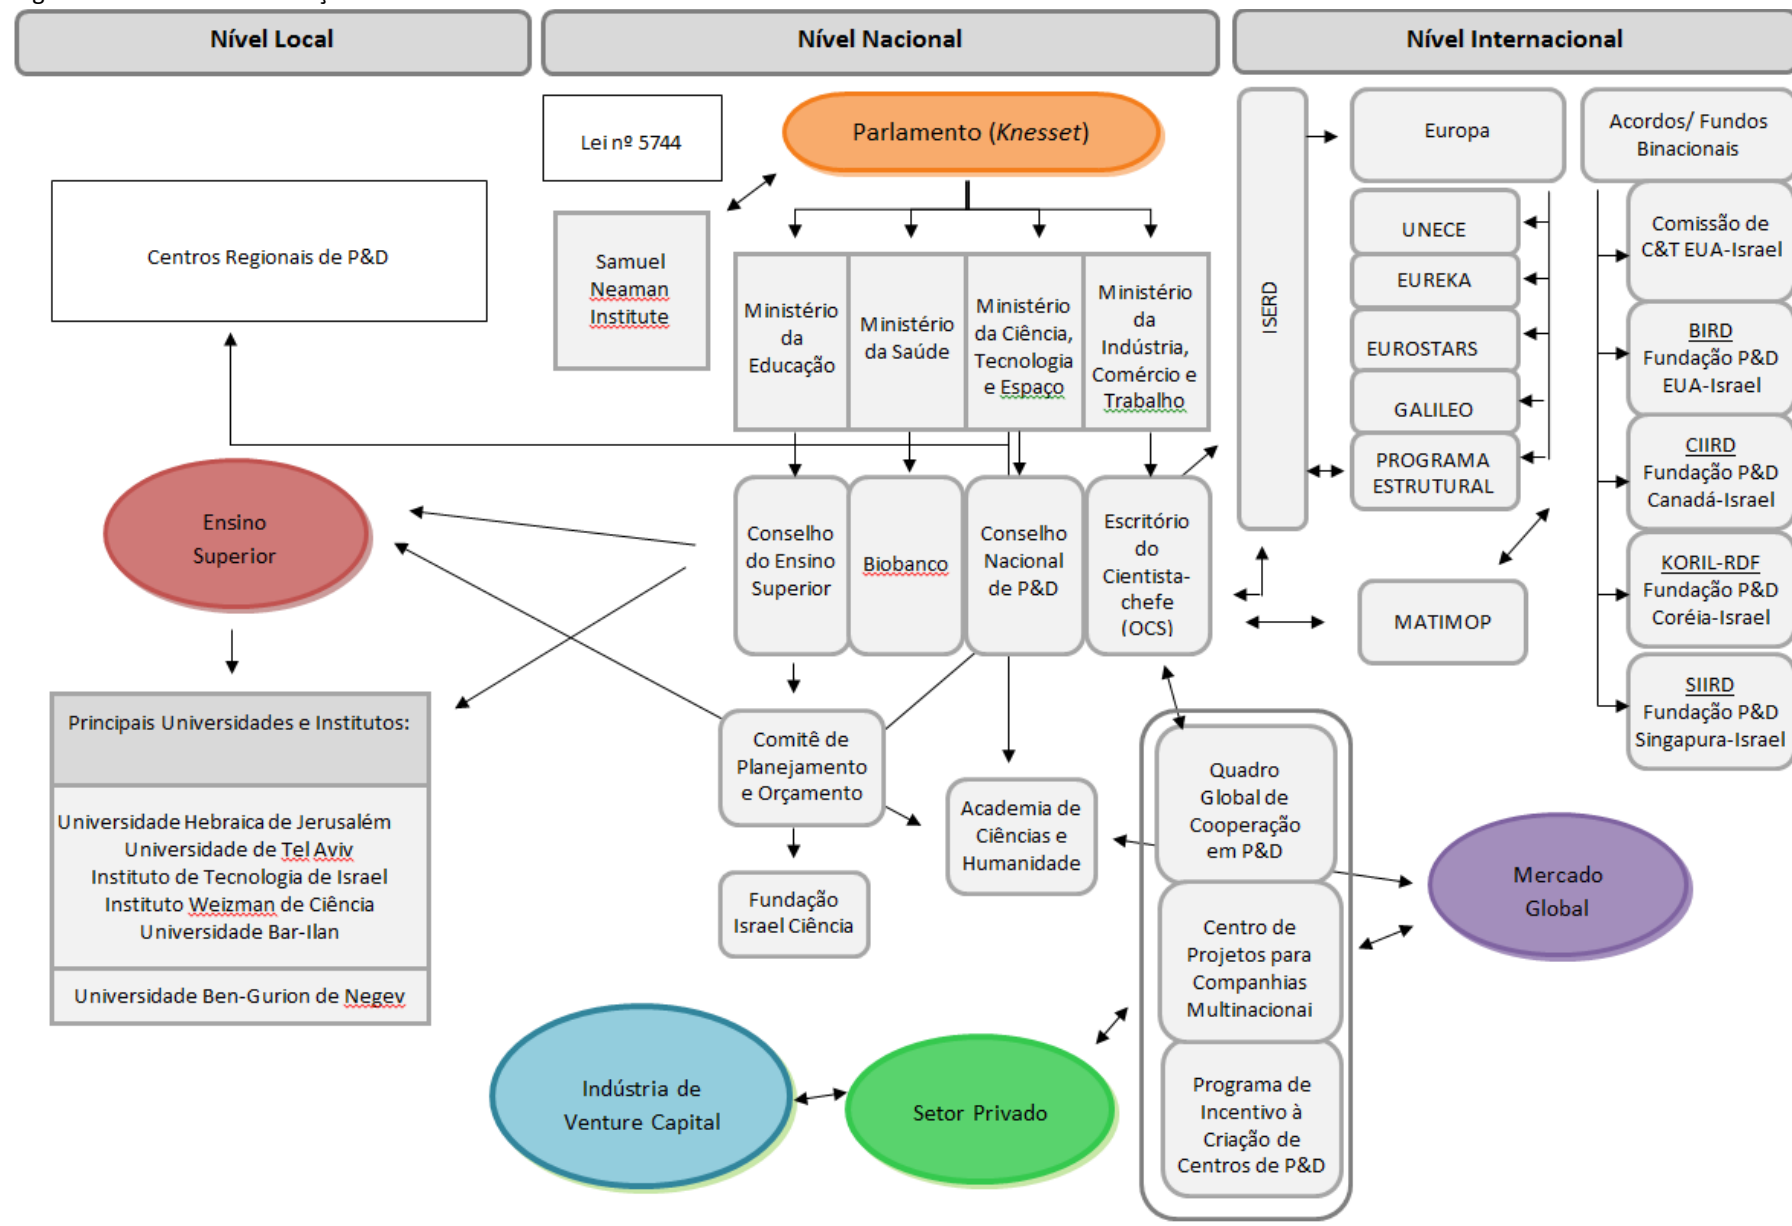 Nível Local
Nível Nacional
Nível Internacional
Lei nº 5744
Parlamento (Knesset)
Centros Regionais de P&D
Samuel
Neaman
Institute
Ministério
da
Educação
Ministério
da Saúde
Ministério
da Ciência,
Tecnologia
e Espaço
Ministério
da
Indústria,
Comércio e
Trabalho
ISERD
Europa
UNECE
EUREKA
EUROSTARS
GALILEO
PROGRAMA
ESTRUTURAL
Acordos/ Fundos
Binacionais
Comissão de
C&T EUA-Israel
BIRD
Fundação P&D
EUA-Israel
CIIRD
Fundação P&D
Canadá-Israel
KORIL-RDF
Fundação P&D
Coréia-Israel
SIIRD
Fundação P&D
Singapura-Israel
Ensino
Superior
Conselho
do Ensino
Superior
Biobanco
Conselho
Nacional
de P&D
Escritório
do
Cientista-
chefe
(OCS)
MATIMOP
Principais Universidades e Institutos:
Universidade Hebraica de Jerusalém
Universidade de Tel Aviv
Instituto de Tecnologia de Israel
Instituto Weizman de Ciência
Universidade Bar-Ilan
Universidade Ben-Gurion de Negev
Comitê de
Planejamento
e Orçamento
Fundação
Israel Ciência
Academia de
Ciências e
Humanidade
Quadro
Global de
Cooperação
em P&D
Centro de
Projetos para
Companhias
Multinacionai
Programa de
Incentivo à
Criação de
Centros de P&D
Mercado
Global
Indústria de
Venture Capital
Setor Privado